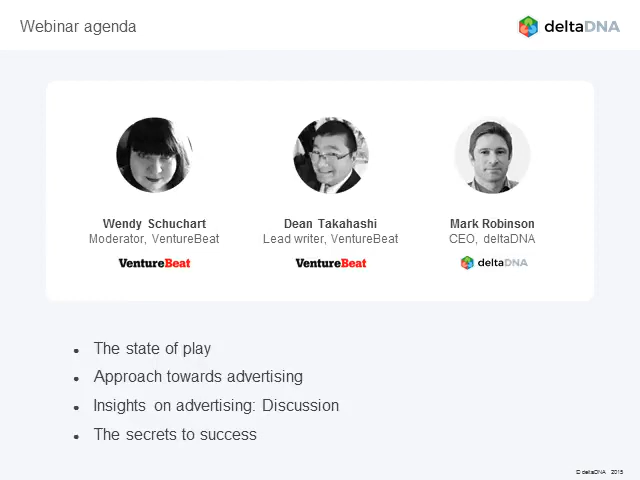 Webinar agenda
deltaDNA
Wendy Schuchart
Moderator, VentureBeat
VentureBeat
Dean Takahashi
Lead writer, VentureBeat
VentureBeat
Mark Robinson
CEO, deltaDNA
deltaDNA
• The state of play
• Approach towards advertising
• Insights on advertising: Discussion
• The secrets to success
© deltaDNA 2015